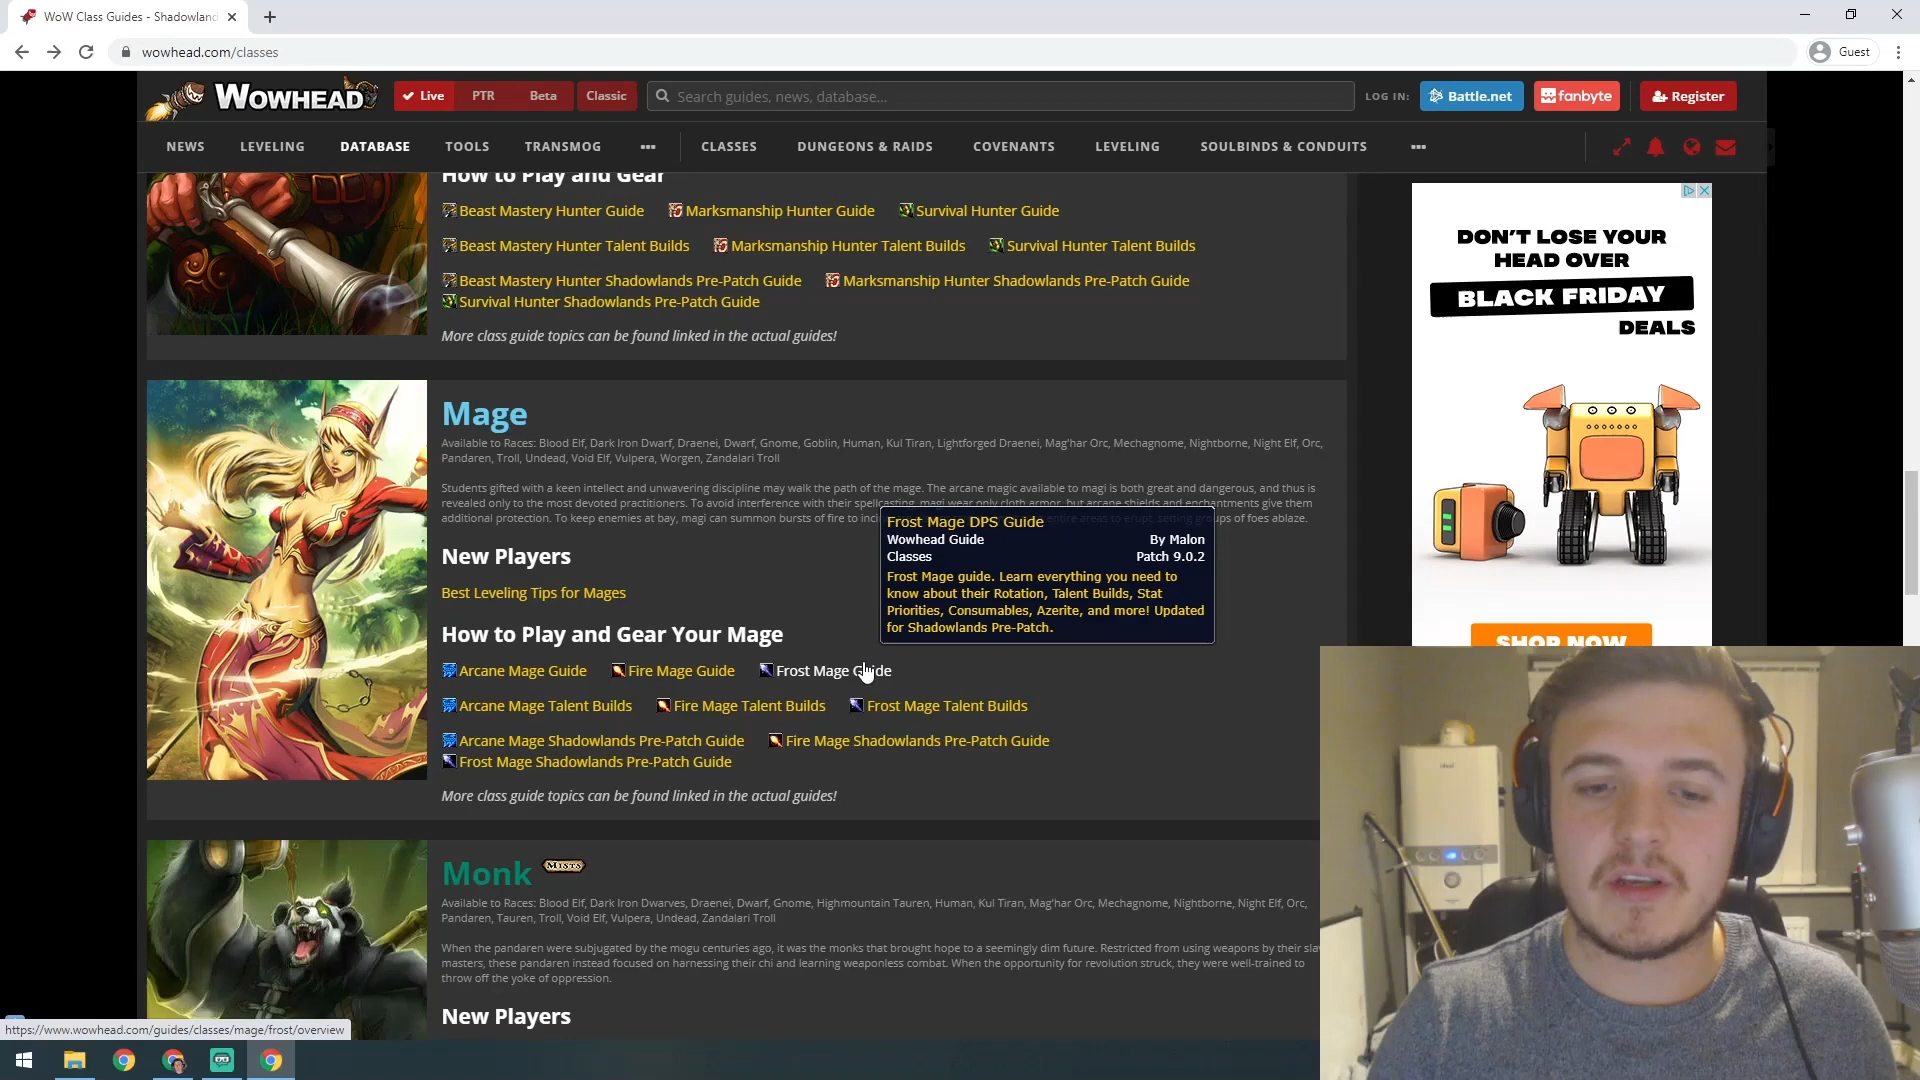 WoW Class Guides - Shadowland
wowhead.com/classes
Guest
WOWHEAD
Live
PTR
Beta
Classic
Search guides, news, database...
LOG IN:
Battle.net
fanbyte
Register
NEWS
LEVELING
DATABASE
TOOLS
TRANSMOG
CLASSES
DUNGEONS & RAIDS
COVENANTS
LEVELING
SOULBINDS & CONDUITS
How to Play and Gear
Beast Mastery Hunter Guide
Marksmanship Hunter Guide
Survival Hunter Guide
Beast Mastery Hunter Talent Builds
Marksmanship Hunter Talent Builds
Survival Hunter Talent Builds
Beast Mastery Hunter Shadowlands Pre-Patch Guide
Marksmanship Hunter Shadowlands Pre-Patch Guide
Survival Hunter Shadowlands Pre-Patch Guide
More class guide topics can be found linked in the actual guides!
DON'T LOSE YOUR
HEAD OVER
BLACK FRIDAY
DEALS
SHOP NOW
Mage
Available to Races: Blood Elf, Dark Iron Dwarf, Draenei, Dwarf, Gnome, Goblin, Human, Kul Tiran, Lightforged Draenei, Mag'har Orc, Mechagnome, Nightborne, Night Elf, Orc,
Pandaren, Troll, Undead, Void Elf, Vulpera, Worgen, Zandalari Troll
Students gifted with a keen intellect and unwavering discipline may walk the path of the mage. The arcane magic available to magi is both great and dangerous, and thus is
revealed only to the most devoted practitioners. To avoid interference with their spellcasting, magi wear only cloth armor, but arcane shields and enchantments give them
additional protection. To keep enemies at bay, magi can summon bursts of fire to inci entire areas to erupt, setting groups of foes ablaze.
Frost Mage DPS Guide
Wowhead Guide By Malon
Classes Patch 9.0.2
Frost Mage guide. Learn everything you need to
know about their Rotation, Talent Builds, Stat
Priorities, Consumables, Azerite, and more! Updated
for Shadowlands Pre-Patch.
New Players
Best Leveling Tips for Mages
How to Play and Gear Your Mage
Arcane Mage Guide
Fire Mage Guide
Frost Mage Guide
Arcane Mage Talent Builds
Fire Mage Talent Builds
Frost Mage Talent Builds
Arcane Mage Shadowlands Pre-Patch Guide
Fire Mage Shadowlands Pre-Patch Guide
Frost Mage Shadowlands Pre-Patch Guide
More class guide topics can be found linked in the actual guides!
Monk
MISTS
Available to Races: Blood Elf, Dark Iron Dwarves, Draenei, Dwarf, Gnome, Highmountain Tauren, Human, Kul Tiran, Mag'har Orc, Mechagnome, Nightborne, Night Elf, Orc,
Pandaren, Tauren, Troll, Void Elf, Vulpera, Undead, Zandalari Troll
When the pandaren were subjugated by the mogu centuries ago, it was the monks that brought hope to a seemingly dim future. Restricted from using weapons by their sla
masters, these pandaren instead focused on harnessing their chi and learning weaponless combat. When the opportunity for revolution struck, they were well-trained to
throw off the yoke of oppression.
New Players
https://www.wowhead.com/guides/classes/mage/frost/overview